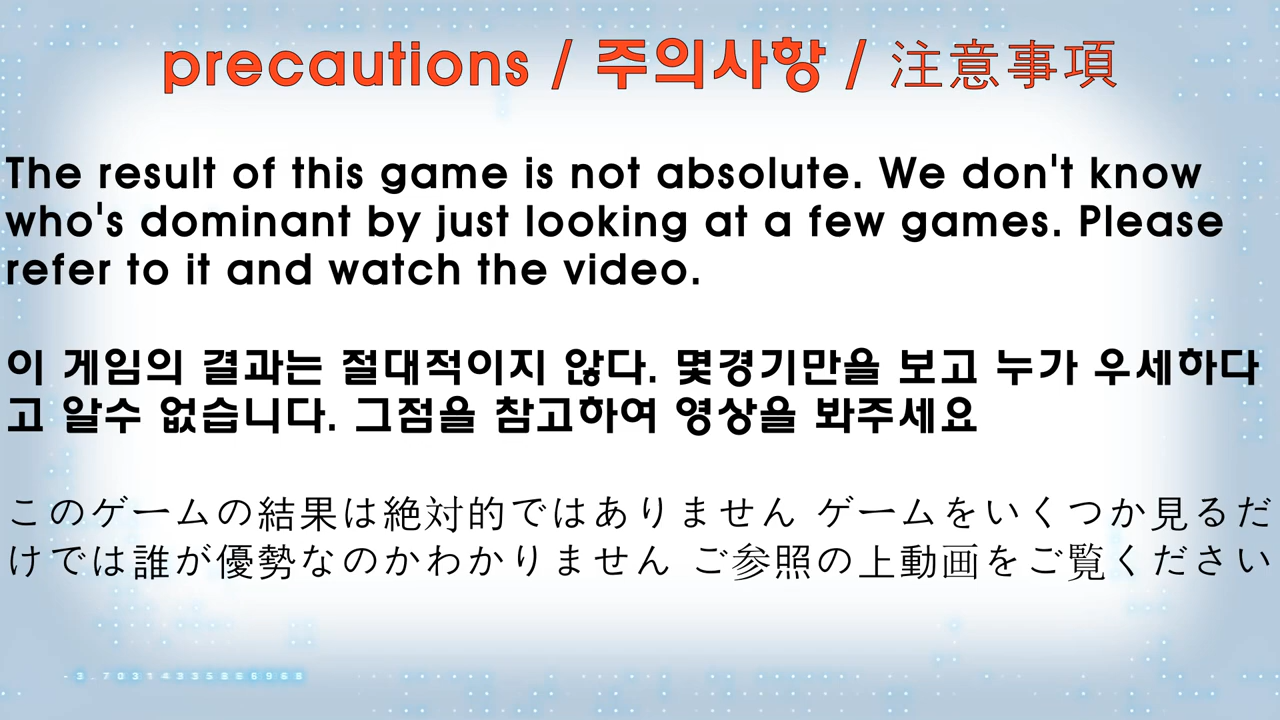 precautions / 주의사항 / 注意事項
The result of this game is not absolute. We don't know
who's dominant by just looking at a few games. Please
refer to it and watch the video.
이 게임의 결과는 절대적이지 않다. 몇경기만을 보고 누가 우세하다
고 알수 없습니다. 그점을 참고하여 영상을 봐주세요
このゲームの結果は絶対的ではありません ゲームをいくつか見るだ
けでは誰が優勢なのかわかりません ご参照の上動画をご覧ください